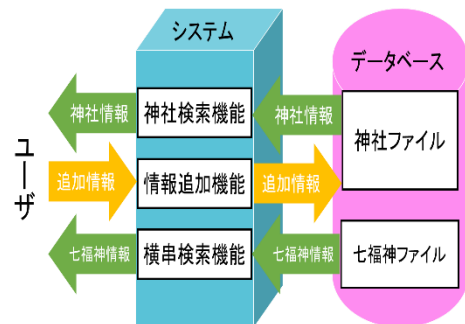 システム
データベース
神社情報
神社検索機能
神社情報
神社ファイル
ユーザ
追加情報
情報追加機能
追加情報
七福神情報
横串検索機能
七福神情報
七福神ファイル